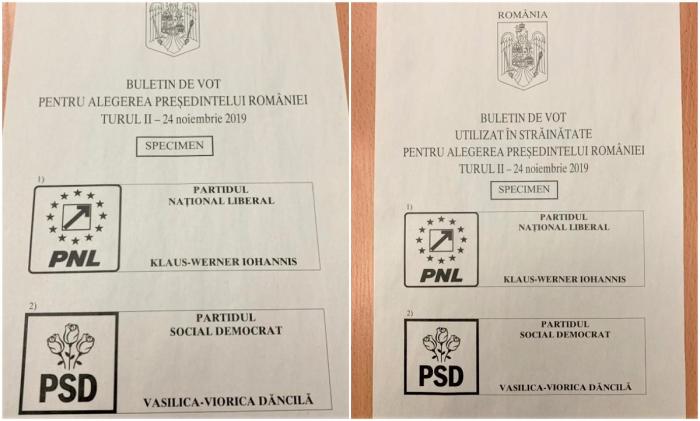 BULETIN DE VOT
PENTRU ALEGEREA PREȘEDINTELUI ROMÂNIEI
TURUL II – 24 noiembrie 2019
SPECIMEN
1)
PARTIDUL
NAȚIONAL LIBERAL
PNL
KLAUS-WERNER IOHANNIS
2)
PARTIDUL
SOCIAL DEMOCRAT
PSD
VASILICA-VIORICA DĂNCILĂ
ROMÂNIA
BULETIN DE VOT
UTILIZAT ÎN STRĂINĂTATE
PENTRU ALEGEREA PREȘEDINTELUI ROMÂNIEI
TURUL II – 24 noiembrie 2019
SPECIMEN
1)
PARTIDUL
NAȚIONAL LIBERAL
PNL
KLAUS-WERNER IOHANNIS
2)
PARTIDUL
SOCIAL DEMOCRAT
PSD
VASILICA-VIORICA DĂNCILĂ